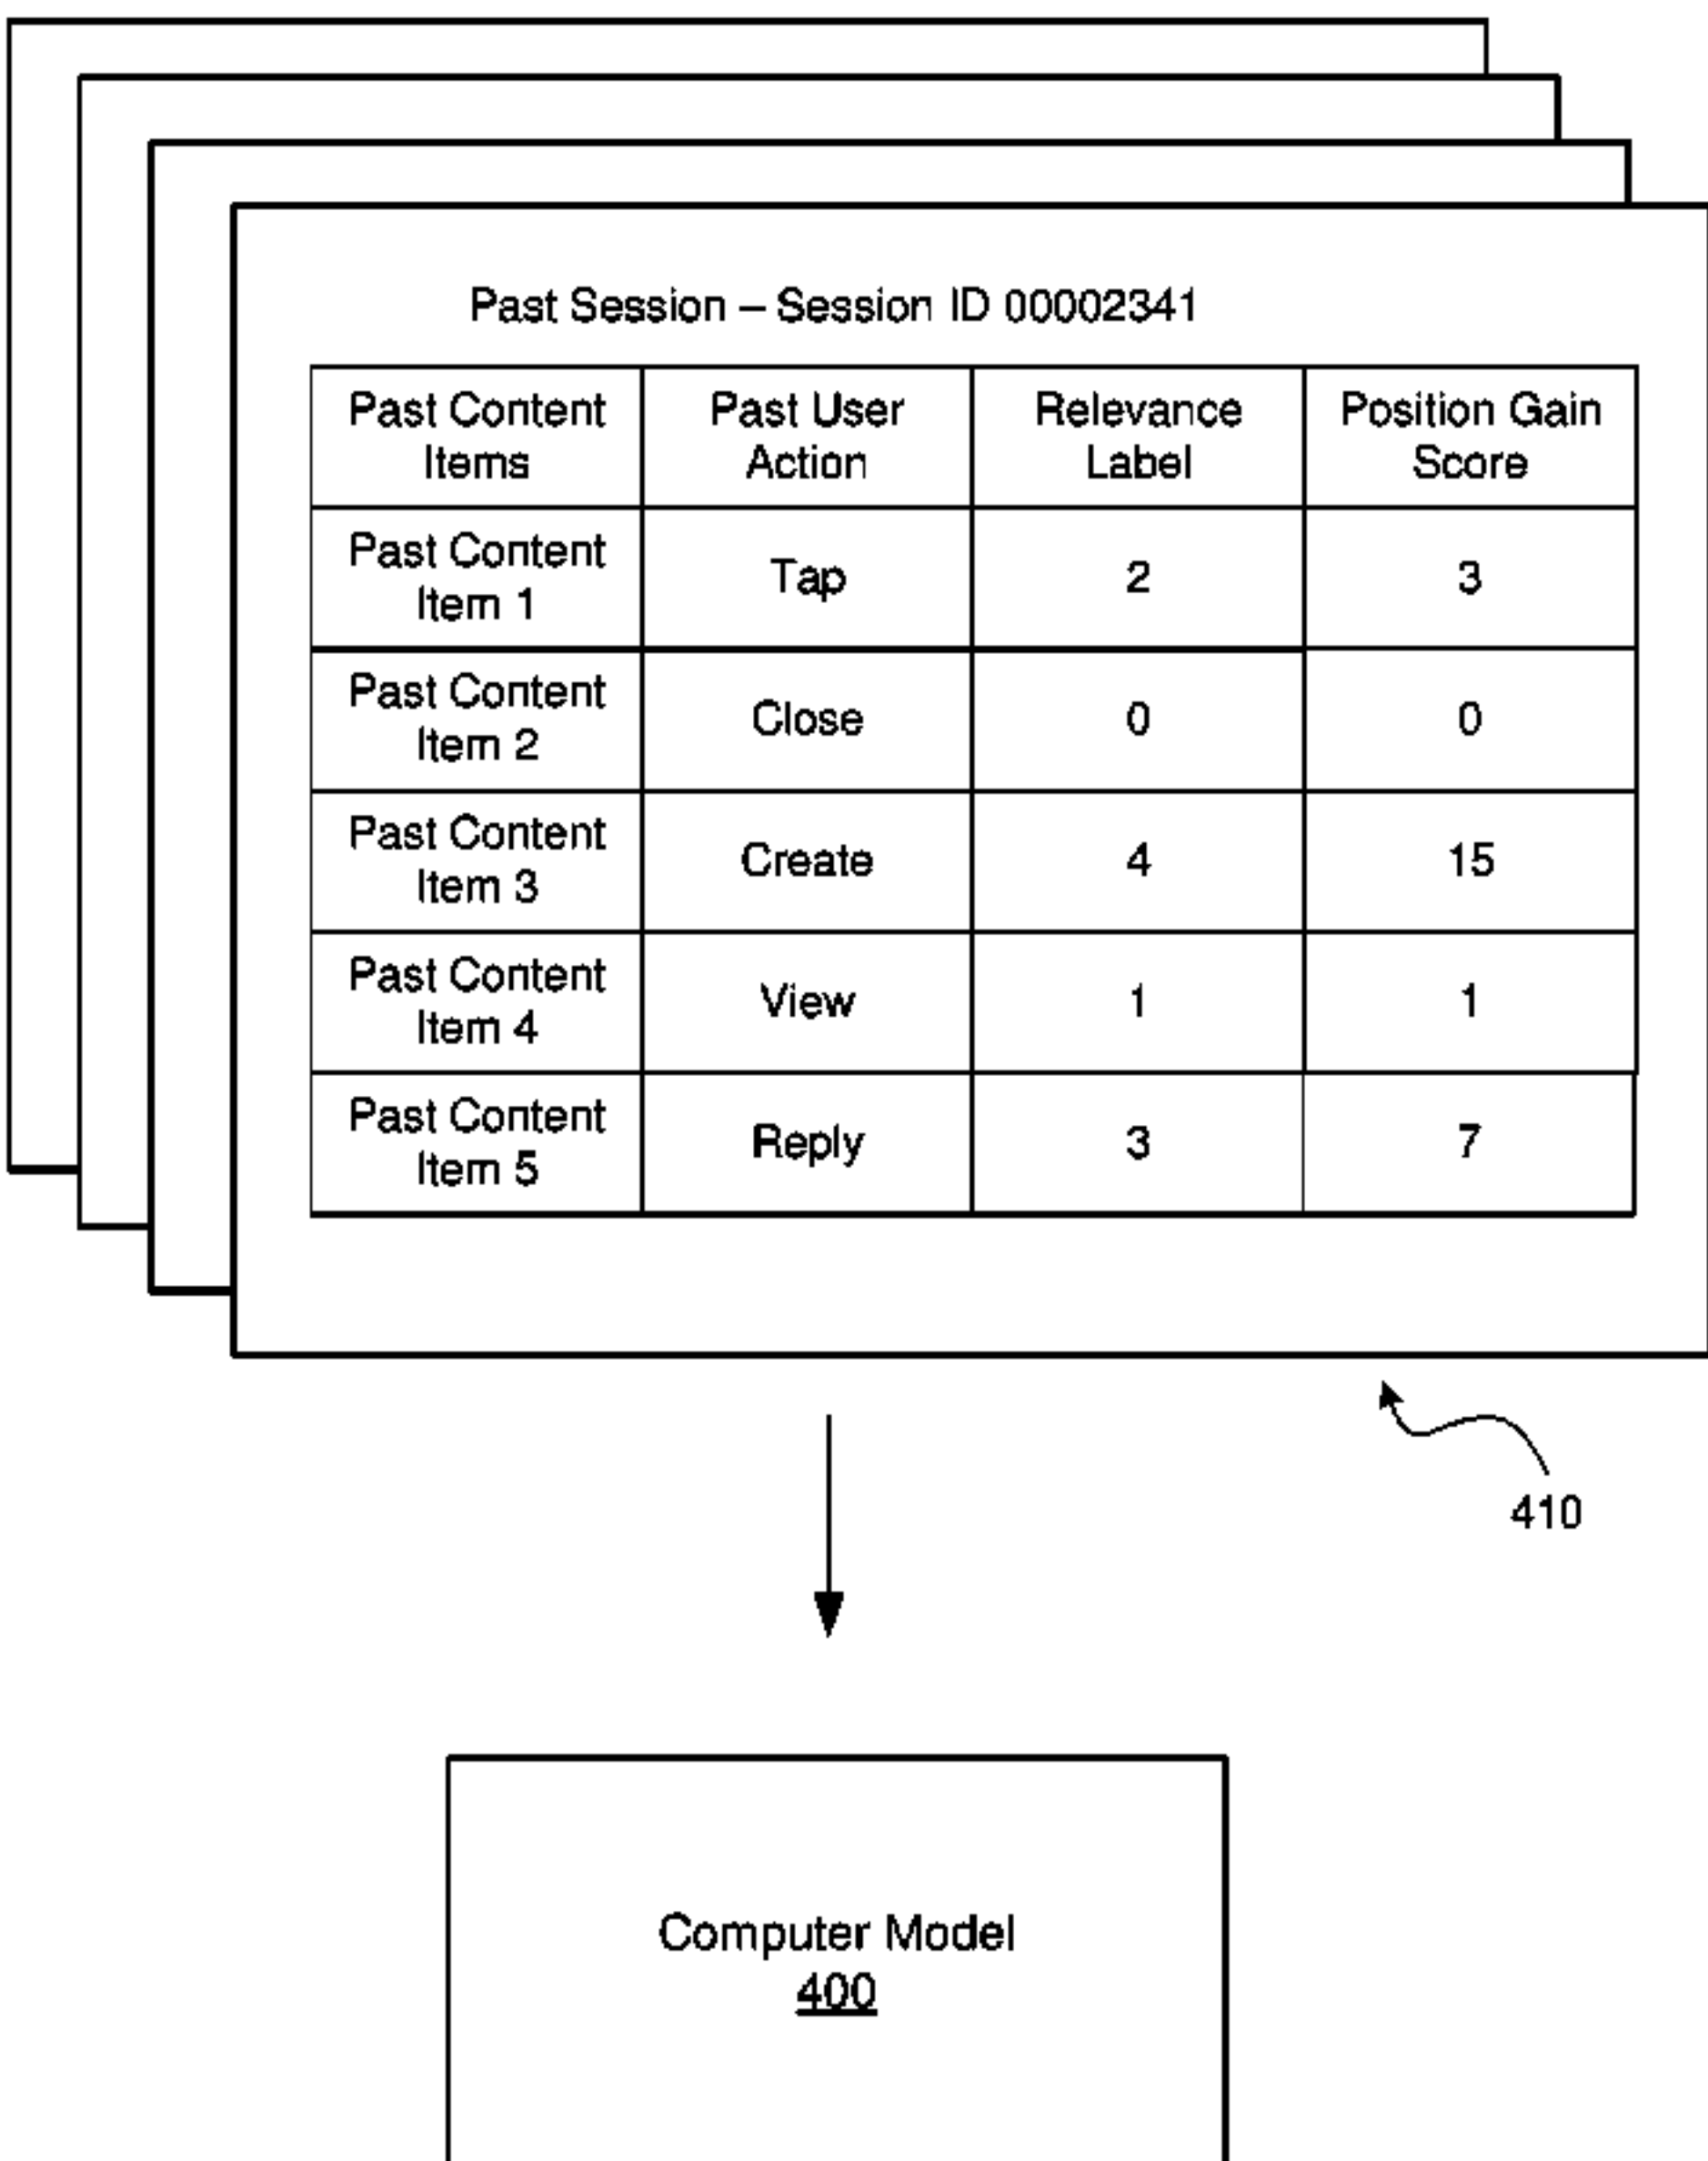 Past Session – Session ID 00002341
Past Content Items
Past User Action
Relevance Label
Position Gain Score
Past Content Item 1
Tap
2
3
Past Content Item 2
Close
0
0
Past Content Item 3
Create
4
15
Past Content Item 4
View
1
1
Past Content Item 5
Reply
3
7
410
Computer Model
400